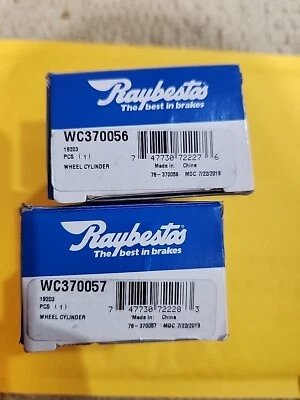 Raybestos
The best in brakes
WC370056
19203
PCS ( 1 )
WHEEL CYLINDER
7 47730 72227 6
Made in: China
76-370056 MDC 7/22/2019
Raybestos
The best in brakes
WC370057
19203
PCS ( 1 )
WHEEL CYLINDER
7 47730 72228 3
Made in: China
76-370057 MDC 7/22/2019